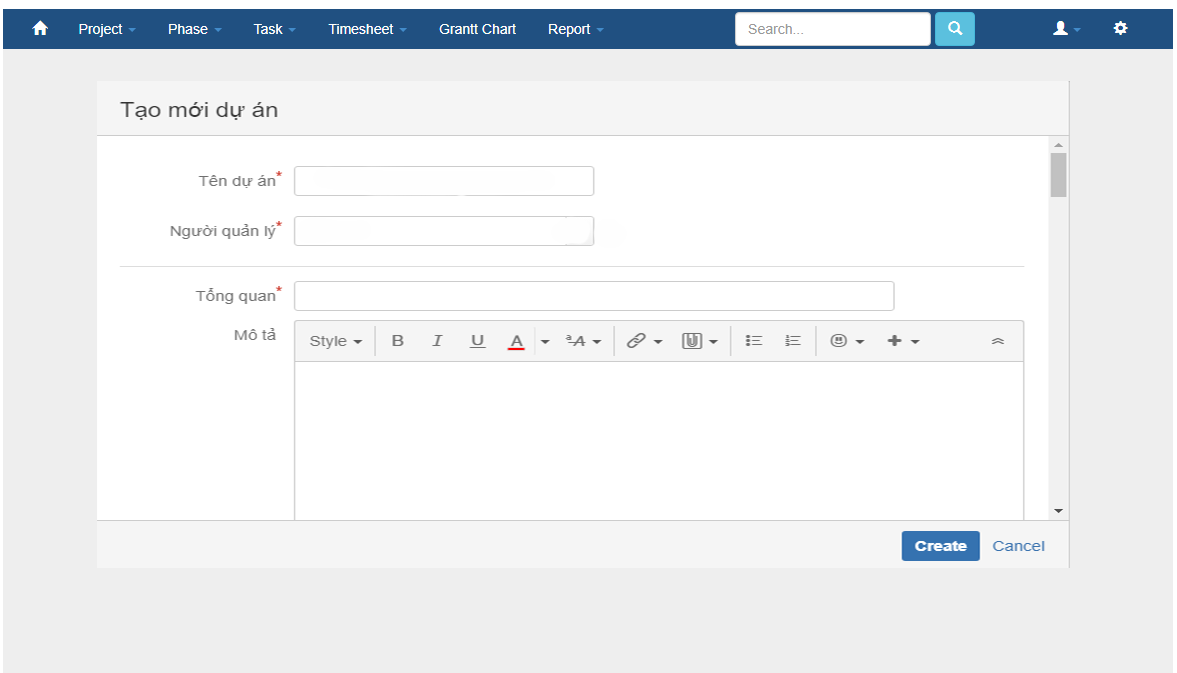 Project Phase Task Timesheet Grantt Chart Report Search...
Tạo mới dự án
Tên dự án*
Người quản lý*
Tổng quan*
Mô tả
Style B I U A ªA
Create Cancel